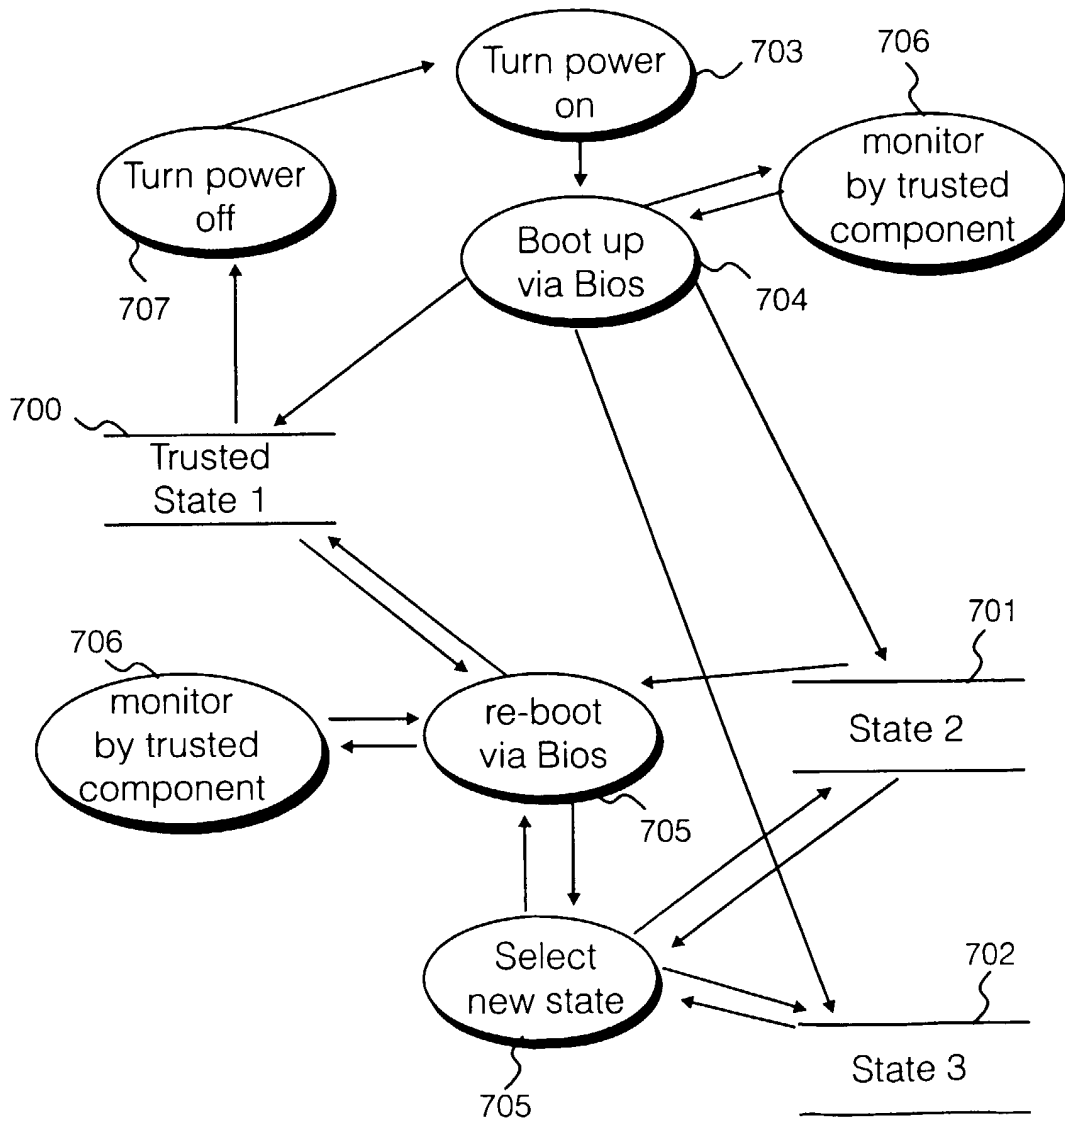 Turn power
on
703
706
monitor
by trusted
component
Turn power
off
707
Boot up
via Bios
704
700
Trusted
State 1
701
State 2
706
monitor
by trusted
component
re-boot
via Bios
705
Select
new state
705
702
State 3